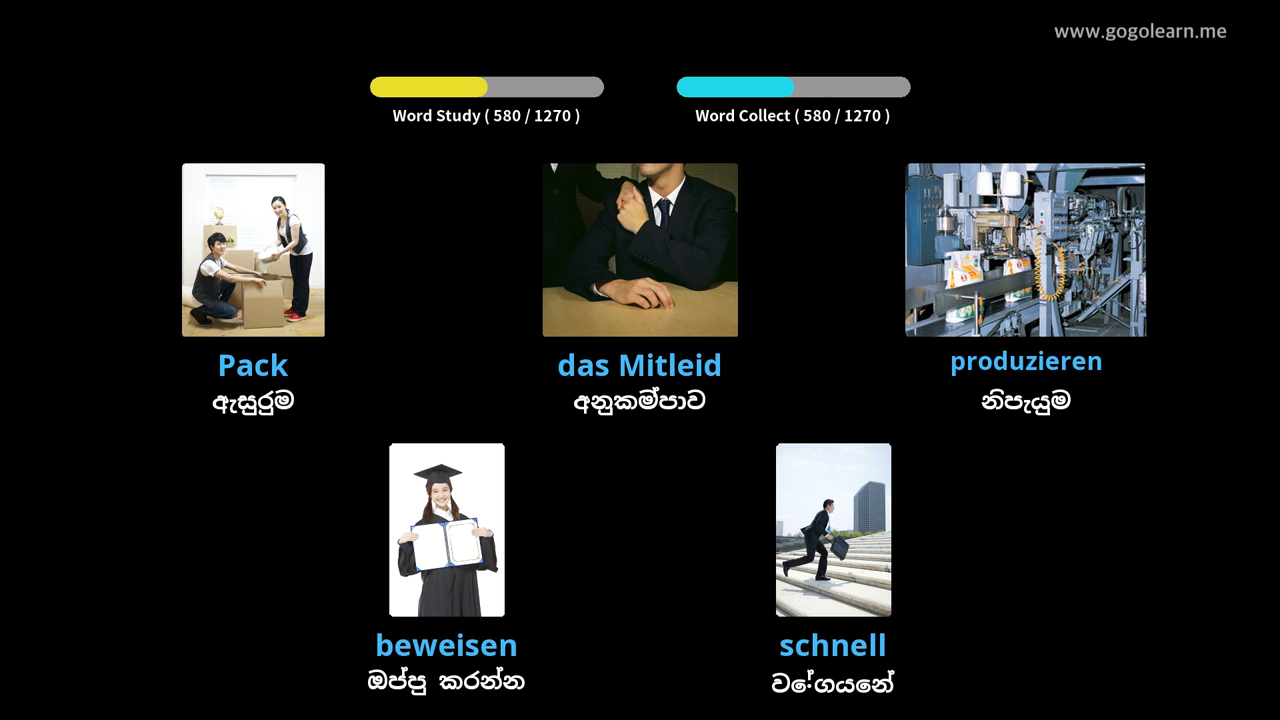 www.gogolearn.me
Word Study ( 580 / 1270 )
Word Collect ( 580 / 1270 )
Pack
ඇසුරුම
das Mitleid
අනුකම්පාව
produzieren
නිපැයුම
beweisen
ඔප්පු කරන්න
schnell
වේගයනේ